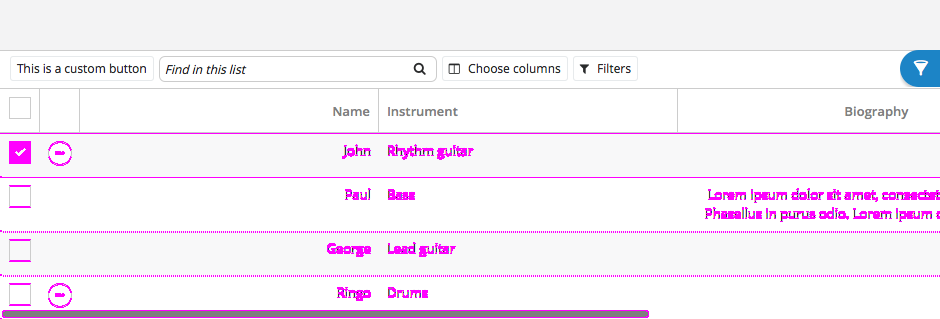 This is a custom button Find in this list Choose columns Filters
Name Instrument Biography
John Rhythm guitar
Paul Bass Lorem ipsum dolor sit amet, consectet
Phasellus in purus odio. Lorem ipsum
George Lead guitar
Ringo Drums